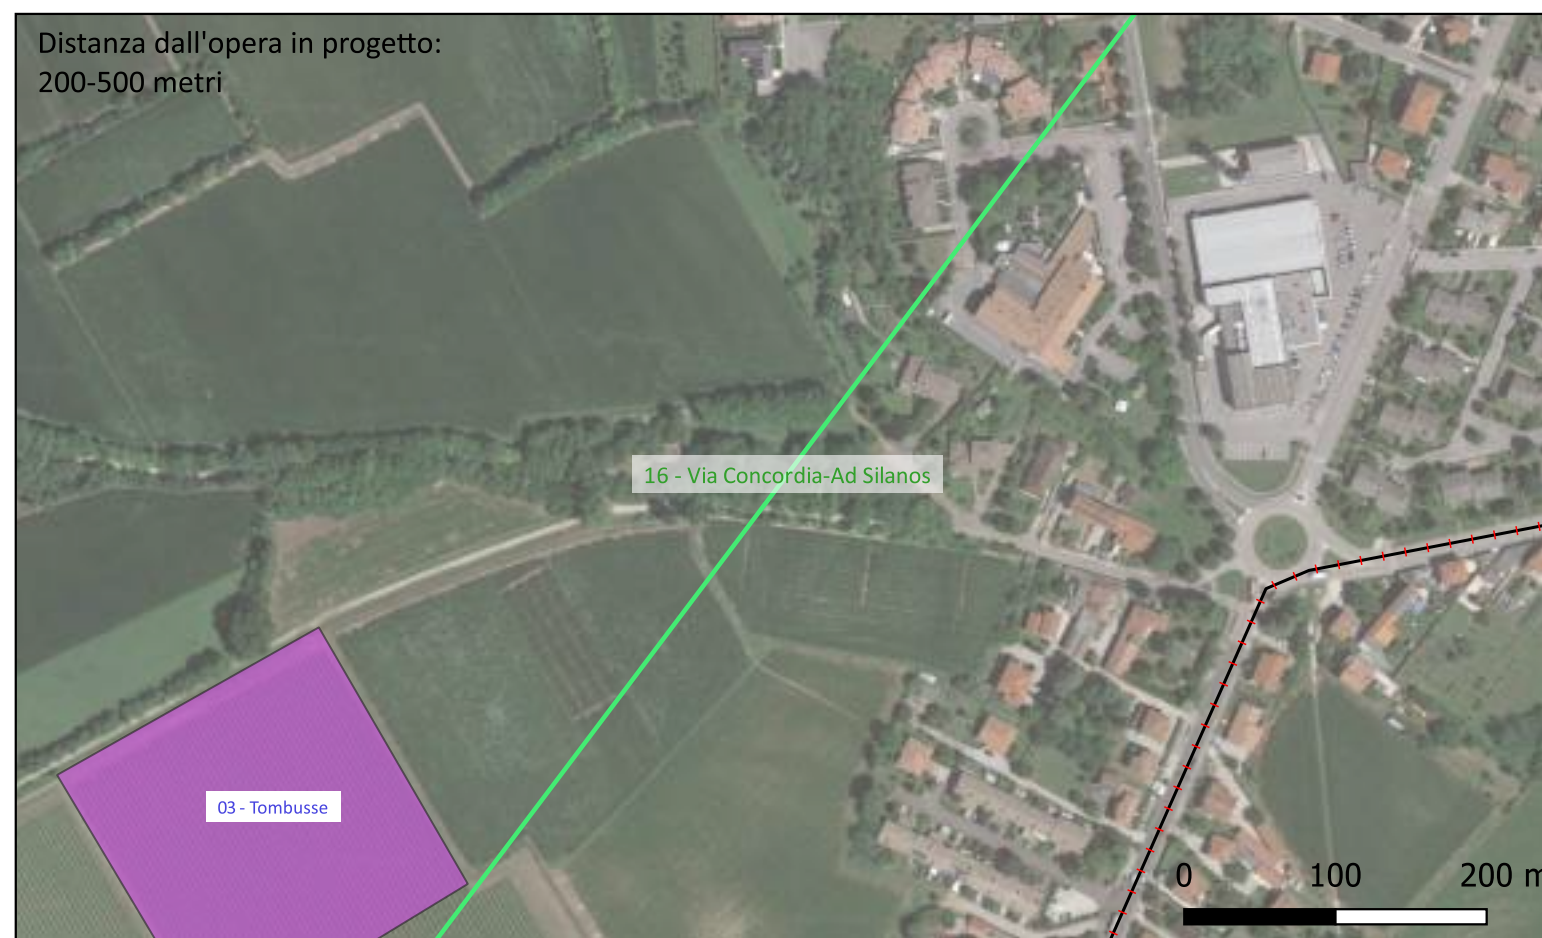 Distanza dall'opera in progetto:
200-500 metri
16 - Via Concordia-Ad Silanos
03 - Tombusse
0 100 200 m